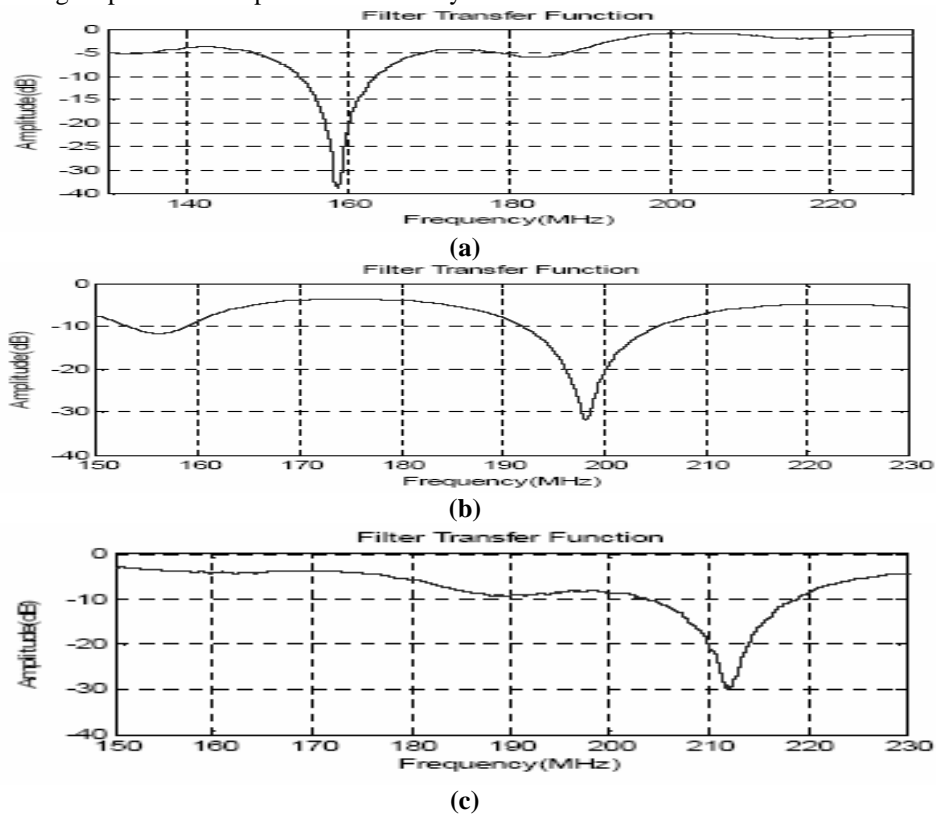 Filter Transfer Function
0
-5
-10
-15
-20
-25
-30
-40
Amplitude(dB)
140 160 180 200 220
Frequency(MHz)
(a)
Filter Transfer Function
0
-10
-20
-30
-40
Amplitude(dB)
150 160 170 180 190 200 210 220 230
Frequency(MHz)
(b)
Filter Transfer Function
0
-10
-20
-30
-40
Amplitude(dB)
150 160 170 180 190 200 210 220 230
Frequency(MHz)
(c)